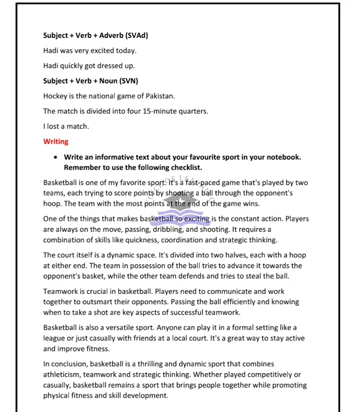 Subject + Verb + Adverb (SVAd)
Hadi was very excited today.
Hadi quickly got dressed up.
Subject + Verb + Noun (SVN)
Hockey is the national game of Pakistan.
The match is divided into four 15-minute quarters.
I lost a match.
Writing
• Write an informative text about your favourite sport in your notebook.
Remember to use the following checklist.
Basketball is one of my favorite sport. It's a fast-paced game that's played by two
teams, each trying to score points by shooting a ball through the opponent's
hoop. The team with the most points at the end of the game wins.
One of the things that makes basketball so exciting is the constant action. Players
are always on the move, passing, dribbling, and shooting. It requires a
combination of skills like quickness, coordination and strategic thinking.
The court itself is a dynamic space. It's divided into two halves, each with a hoop
at either end. The team in possession of the ball tries to advance it towards the
opponent's basket, while the other team defends and tries to steal the ball.
Teamwork is crucial in basketball. Players need to communicate and work
together to outsmart their opponents. Passing the ball efficiently and knowing
when to take a shot are key aspects of successful teamwork.
Basketball is also a versatile sport. Anyone can play it in a formal setting like a
league or just casually with friends at a local court. It's a great way to stay active
and improve fitness.
In conclusion, basketball is a thrilling and dynamic sport that combines
athleticism, teamwork and strategic thinking. Whether played competitively or
casually, basketball remains a sport that brings people together while promoting
physical fitness and skill development.